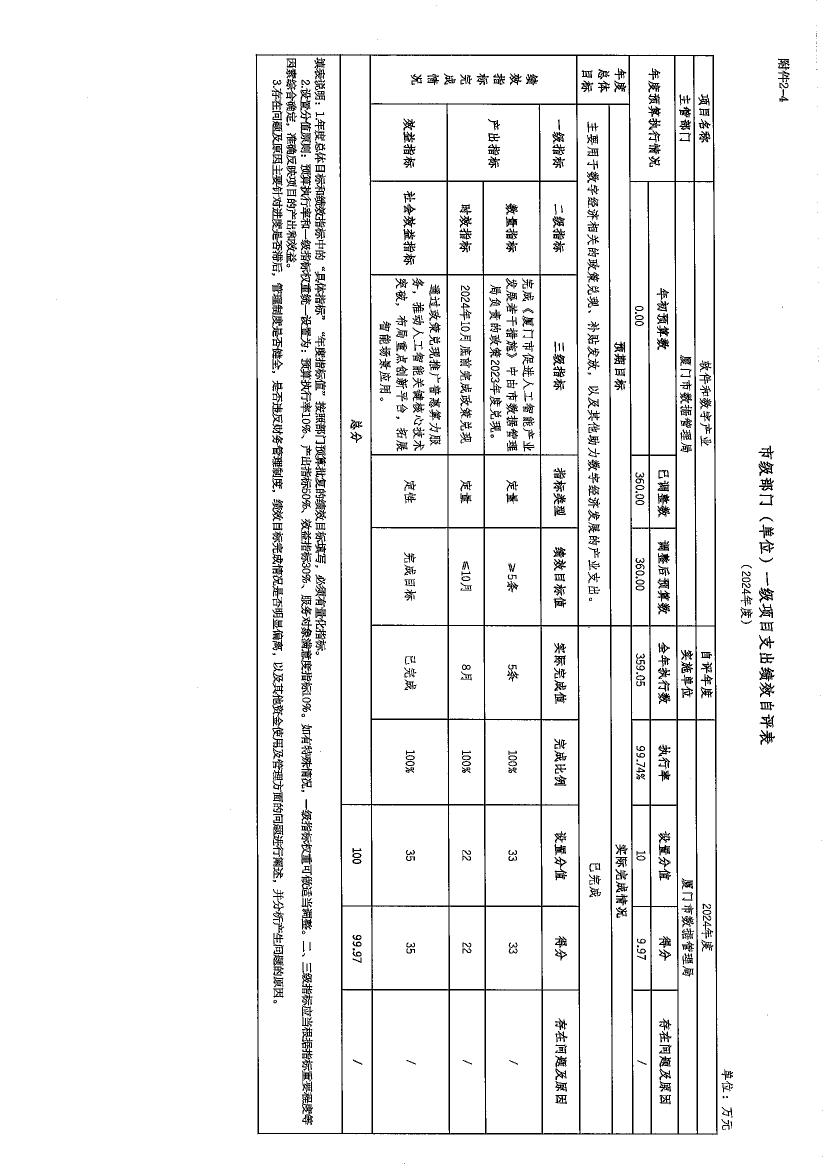 附件2-4
市级部门（单位）一级项目支出绩效自评表
（2024年度）
单位：万元
项目名称 软件和数字产业 自评年度 2024年度
主管部门 厦门市数据管理局 实施单位 厦门市数据管理局
年度预算执行情况 年初预算数 已调整数 调整后预算数 全年执行数 执行率 设置分值 得分 存在问题及原因
0.00 360.00 360.00 359.05 99.74% 10 9.97 /
年度总体目标 预期目标 实际完成情况
主要用于数字经济相关的政策兑现、补贴发放，以及其他助力数字经济发展的产业支出。 已完成
绩效指标完成情况 一级指标 二级指标 三级指标 指标类型 绩效目标值 实际完成值 完成比例 设置分值 得分 存在问题及原因
产出指标 数量指标 完成《厦门市促进人工智能产业
发展若干措施》中由市数据管理
局负责的政策2023年度兑现。 定量 ≥5条 5条 100% 33 33 /
时效指标 2024年10月底前完成政策兑现 定量 ≤10月 8月 100% 22 22 /
效益指标 社会效益指标 通过政策兑现推广普惠算力服
务，推动人工智能关键核心技术
突破，布局重点创新平台，拓展
智能场景应用。 定性 完成目标 已完成 100% 35 35 /
总分 100 99.97 /
填表说明：1.年度总体目标和绩效指标中的“具体指标”“年度指标值”按照部门预算批复的绩效目标填写，必须有量化指标。
2.设置分值原则：预算执行率和一级指标权重统一设置为：预算执行率10%、产出指标50%、效益指标30%、服务对象满意度指标10%。如有特殊情况，一级指标权重可做适当调整。二、三级指标应当根据指标重要程度等
因素综合确定，准确反映项目的产出和效益。
3.存在问题及原因主要针对进度是否滞后，管理制度是否健全，是否违反财务管理制度，绩效目标完成情况是否明显偏离，以及其他资金使用及管理方面的问题进行阐述，并分析产生问题的原因。